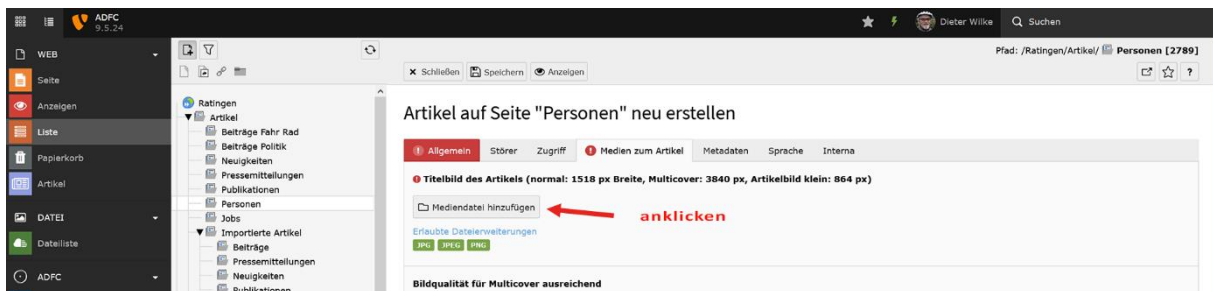 ADFC
9.5.24
Dieter Wilke
Suchen
WEB
Seite
Anzeigen
Liste
Papierkorb
Artikel
DATEI
Dateiliste
ADFC
Ratingen
Artikel
Beiträge Fahr Rad
Beiträge Politik
Neuigkeiten
Pressemitteilungen
Publikationen
Personen
Jobs
Importierte Artikel
Beiträge
Pressemitteilungen
Neuigkeiten
Publikationen
Pfad: /Ratingen/Artikel/ Personen [2789]
Schließen Speichern Anzeigen
Artikel auf Seite "Personen" neu erstellen
Allgemein Störer Zugriff Medien zum Artikel Metadaten Sprache Interna
Titelbild des Artikels (normal: 1518 px Breite, Multicover: 3840 px, Artikelbild klein: 864 px)
Mediendatei hinzufügen
anklicken
Erlaubte Dateierweiterungen
JPG JPEG PNG
Bildqualität für Multicover ausreichend